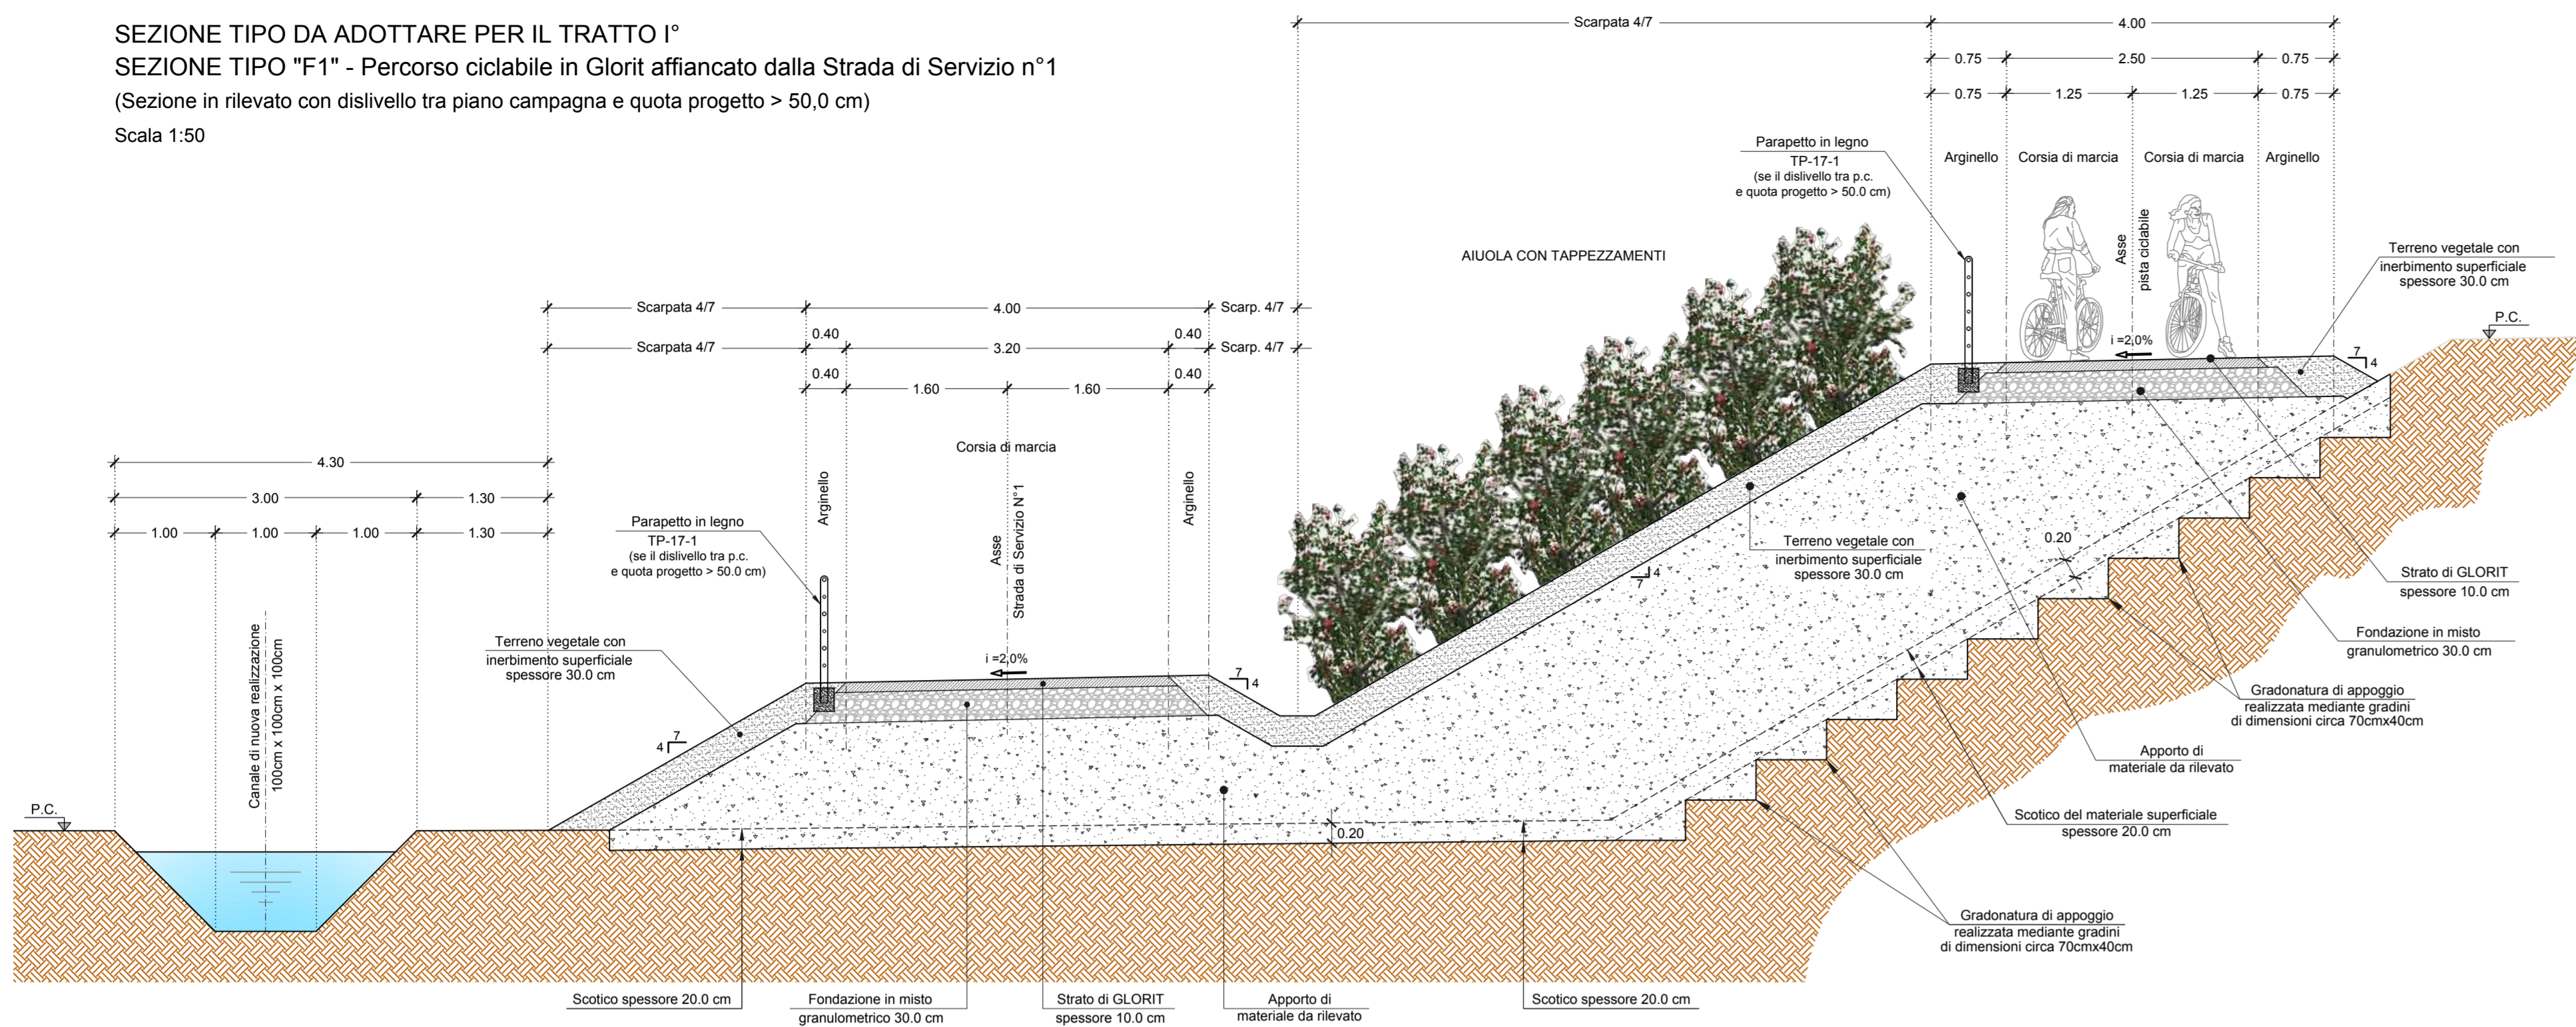 SEZIONE TIPO DA ADOTTARE PER IL TRATTO I°
SEZIONE TIPO "F1" - Percorso ciclabile in Glorit affiancato dalla Strada di Servizio n°1
(Sezione in rilevato con dislivello tra piano campagna e quota progetto > 50,0 cm)
Scala 1:50
Scarpata 4/7
4.00
0.75
2.50
0.75
0.75
1.25
1.25
0.75
Parapetto in legno
TP-17-1
(se il dislivello tra p.c.
e quota progetto > 50.0 cm)
Arginello
Corsia di marcia
Corsia di marcia
Arginello
Asse
pista ciclabile
AIUOLA CON TAPPEZZAMENTI
Terreno vegetale con
inerbimento superficiale
spessore 30.0 cm
P.C.
i =2,0%
7
4
Scarpata 4/7
4.00
Scarp. 4/7
0.40
0.40
Scarpata 4/7
3.20
Scarp. 4/7
0.40
0.40
1.60
1.60
Corsia di marcia
4.30
3.00
1.30
1.00
1.00
1.00
1.30
Arginello
Arginello
Asse
Strada di Servizio N°1
Parapetto in legno
TP-17-1
(se il dislivello tra p.c.
e quota progetto > 50.0 cm)
Canale di nuova realizzazione
100cm x 100cm x 100cm
Terreno vegetale con
inerbimento superficiale
spessore 30.0 cm
i =2,0%
7
4
4
7
P.C.
Terreno vegetale con
inerbimento superficiale
spessore 30.0 cm
4
7
0.20
Strato di GLORIT
spessore 10.0 cm
Fondazione in misto
granulometrico 30.0 cm
Gradonatura di appoggio
realizzata mediante gradini
di dimensioni circa 70cmx40cm
Apporto di
materiale da rilevato
Scotico del materiale superficiale
spessore 20.0 cm
0.20
Gradonatura di appoggio
realizzata mediante gradini
di dimensioni circa 70cmx40cm
Scotico spessore 20.0 cm
Fondazione in misto
granulometrico 30.0 cm
Strato di GLORIT
spessore 10.0 cm
Apporto di
materiale da rilevato
Scotico spessore 20.0 cm